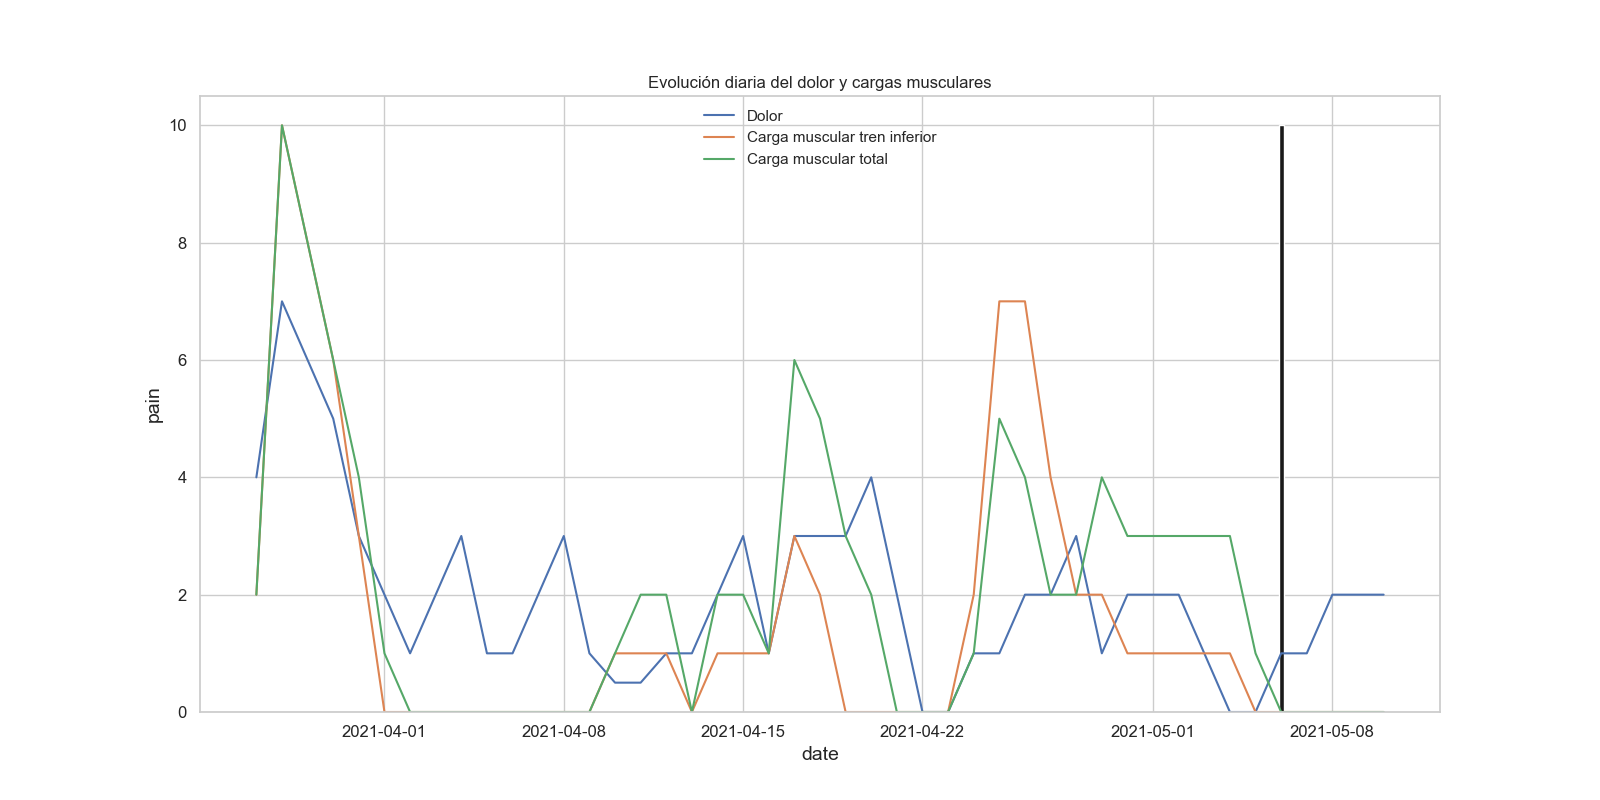 Evolución diaria del dolor y cargas musculares
Dolor
Carga muscular tren inferior
Carga muscular total
10
8
6
4
2
0
pain
2021-04-01
2021-04-08
2021-04-15
2021-04-22
2021-05-01
2021-05-08
date